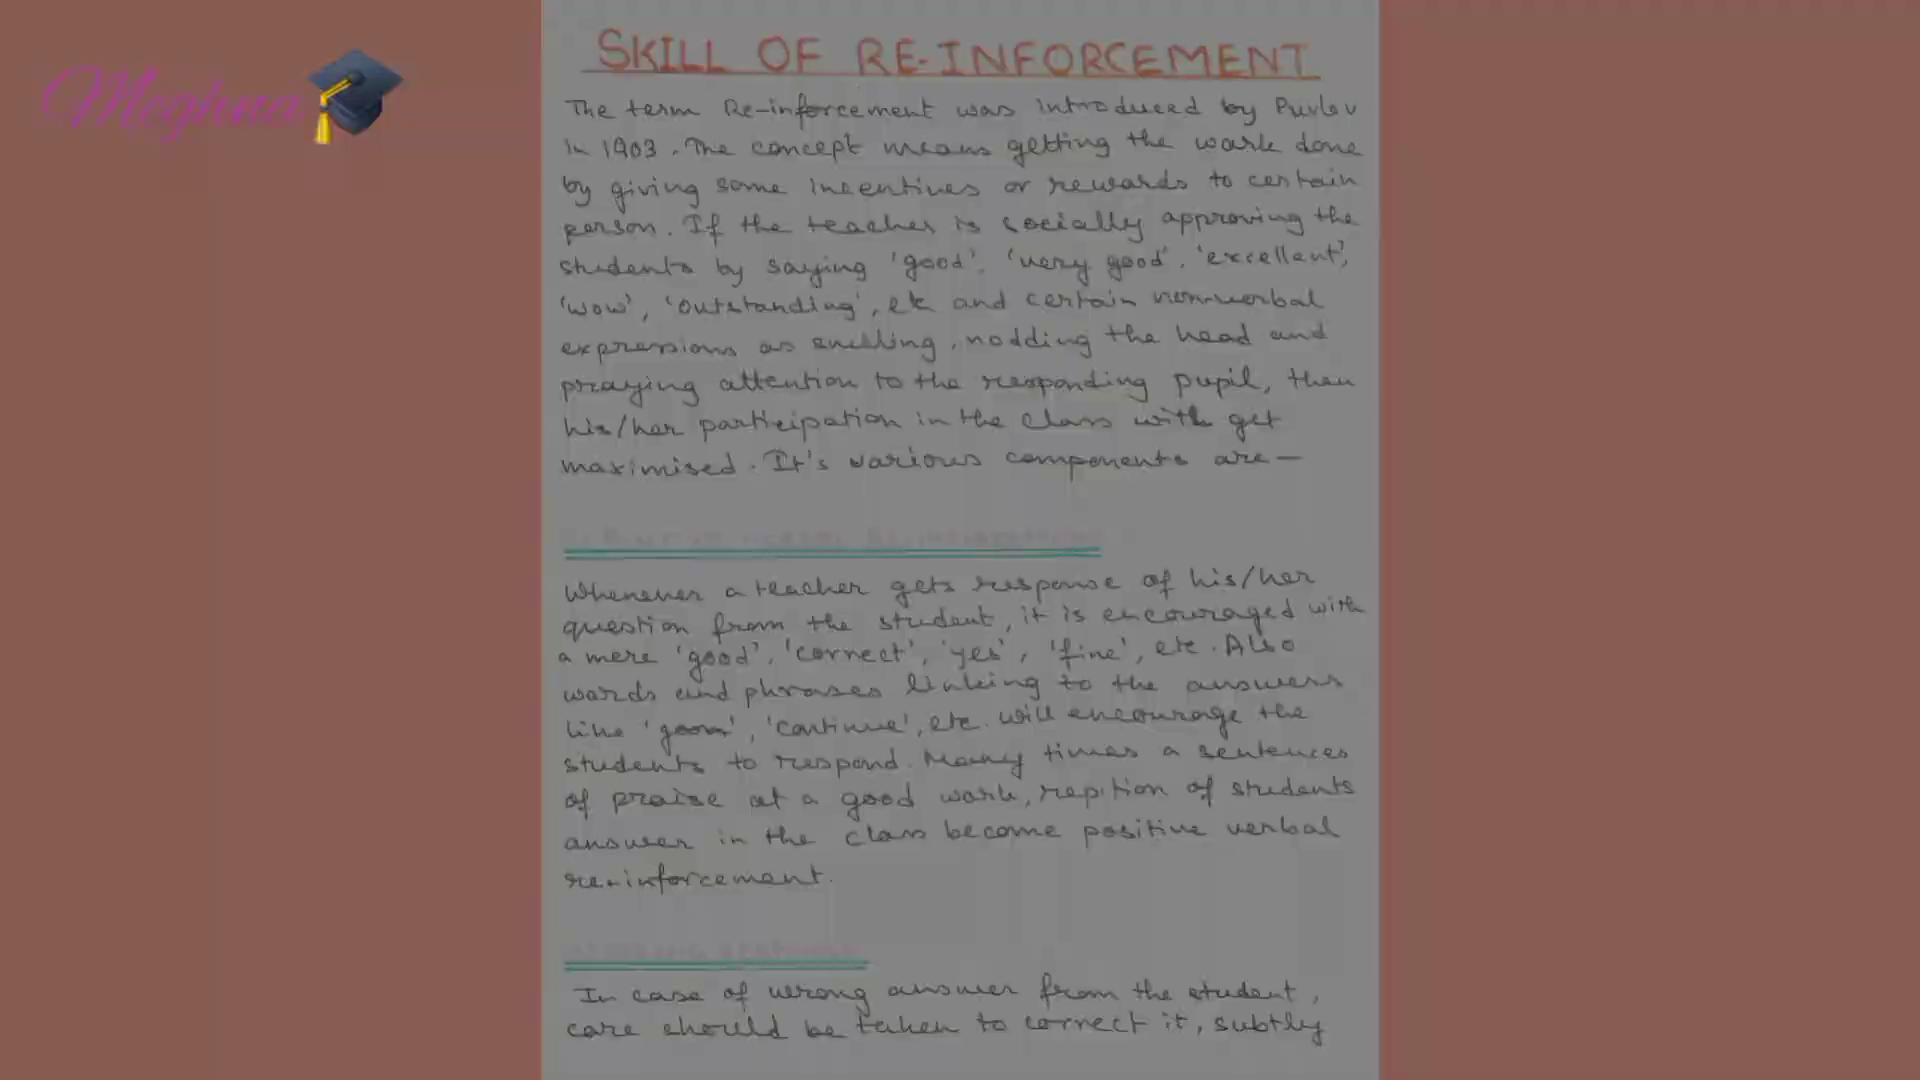 Meghna
SKILL OF RE-INFORCEMENT
The term Re-inforcement was introduced by Puvlov
in 1903. The concept means getting the work done
by giving some incentives or rewards to certain
person. If the teacher is socially approving the
students by saying 'good', 'very good', 'excellent',
'wow', 'outstanding', etc and certain non-verbal
expressions as smiling, nodding the head and
praying attention to the responding pupil, then
his/her participation in the class with get
maximised. It's various components are—
Whenever a teacher gets response of his/her
question from the student, it is encouraged with
a mere 'good', 'correct', 'yes', 'fine', etc. Also
words and phrases linking to the answers
like 'continue', etc. will encourage the
students to respond. Many times a sentences
of praise at a good work, repition of students
answer in the class become positive verbal
re-inforcement.
In case of wrong answer from the student,
care should be taken to correct it, subtly